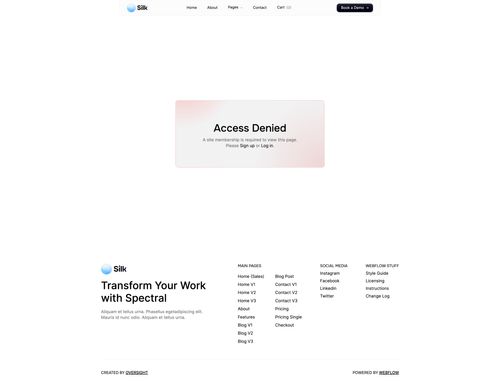 Silk
Home
About
Pages
Contact
Cart
Book a Demo
Access Denied
A site membership is required to view this page.
Please Sign up or Log in.
Silk
Transform Your Work
with Spectral
Aliquam et tellus urna. Phasellus egetadipiscing elit.
Mauris id nunc odio. Aliquam et tellus urna.
MAIN PAGES
Home (Sales)
Home V1
Home V2
Home V3
About
Features
Blog V1
Blog V2
Blog V3
Blog Post
Contact V1
Contact V2
Contact V3
Pricing
Pricing Single
Checkout
SOCIAL MEDIA
Instagram
Facebook
Linkedin
Twitter
WEBFLOW STUFF
Style Guide
Licensing
Instructions
Change Log
CREATED BY OVERSIGHT
POWERED BY WEBFLOW